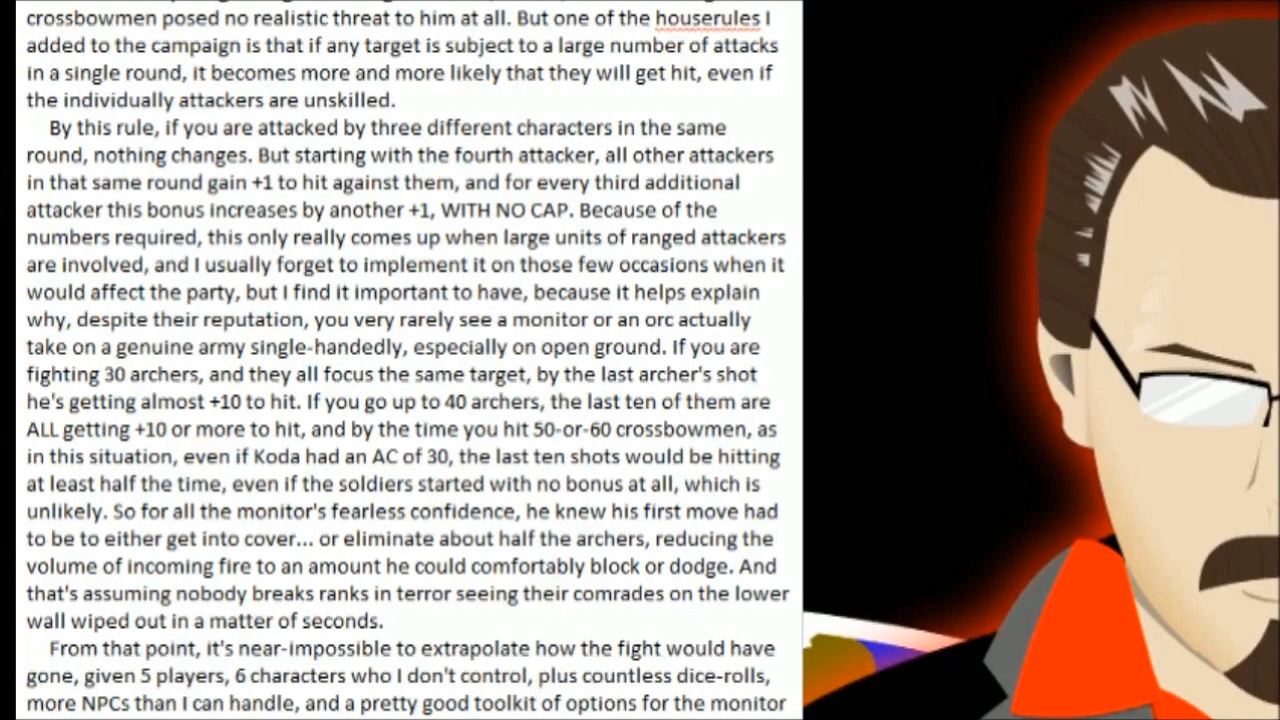 crossbowmen posed no realistic threat to him at all. But one of the houserules I
added to the campaign is that if any target is subject to a large number of attacks
in a single round, it becomes more and more likely that they will get hit, even if
the individually attackers are unskilled.
By this rule, if you are attacked by three different characters in the same
round, nothing changes. But starting with the fourth attacker, all other attackers
in that same round gain +1 to hit against them, and for every third additional
attacker this bonus increases by another +1, WITH NO CAP. Because of the
numbers required, this only really comes up when large units of ranged attackers
are involved, and I usually forget to implement it on those few occasions when it
would affect the party, but I find it important to have, because it helps explain
why, despite their reputation, you very rarely see a monitor or an orc actually
take on a genuine army single-handedly, especially on open ground. If you are
fighting 30 archers, and they all focus the same target, by the last archer's shot
he's getting almost +10 to hit. If you go up to 40 archers, the last ten of them are
ALL getting +10 or more to hit, and by the time you hit 50-or-60 crossbowmen, as
in this situation, even if Koda had an AC of 30, the last ten shots would be hitting
at least half the time, even if the soldiers started with no bonus at all, which is
unlikely. So for all the monitor's fearless confidence, he knew his first move had
to be to either get into cover... or eliminate about half the archers, reducing the
volume of incoming fire to an amount he could comfortably block or dodge. And
that's assuming nobody breaks ranks in terror seeing their comrades on the lower
wall wiped out in a matter of seconds.
From that point, it's near-impossible to extrapolate how the fight would have
gone, given 5 players, 6 characters who I don't control, plus countless dice-rolls,
more NPCs than I can handle, and a pretty good toolkit of options for the monitor